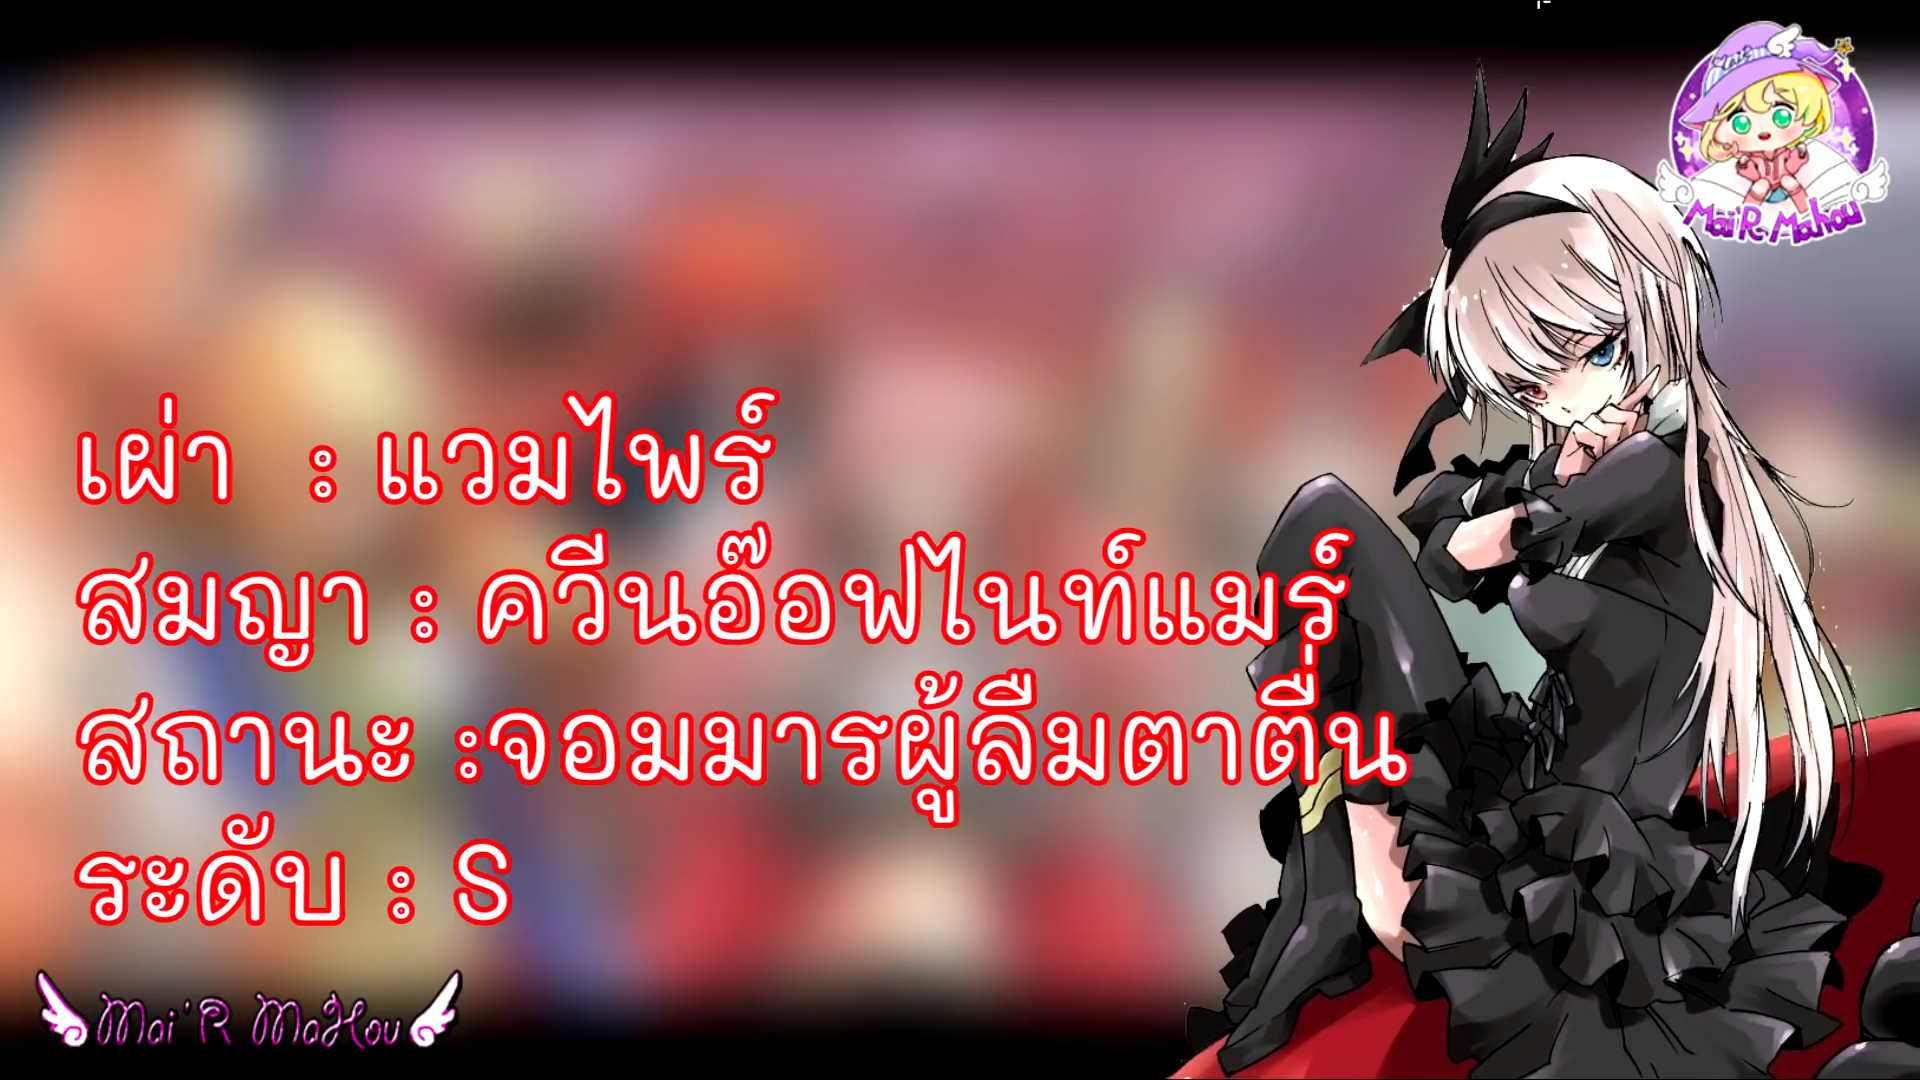 Mai'R Mahou
เผ่า : แวมไพร์
สมญา : ควีนอ๊อฟไนท์แมร์
สถานะ :จอมมารผู้ลืมตาตื่น
ระดับ : S
Mai'R MaHou